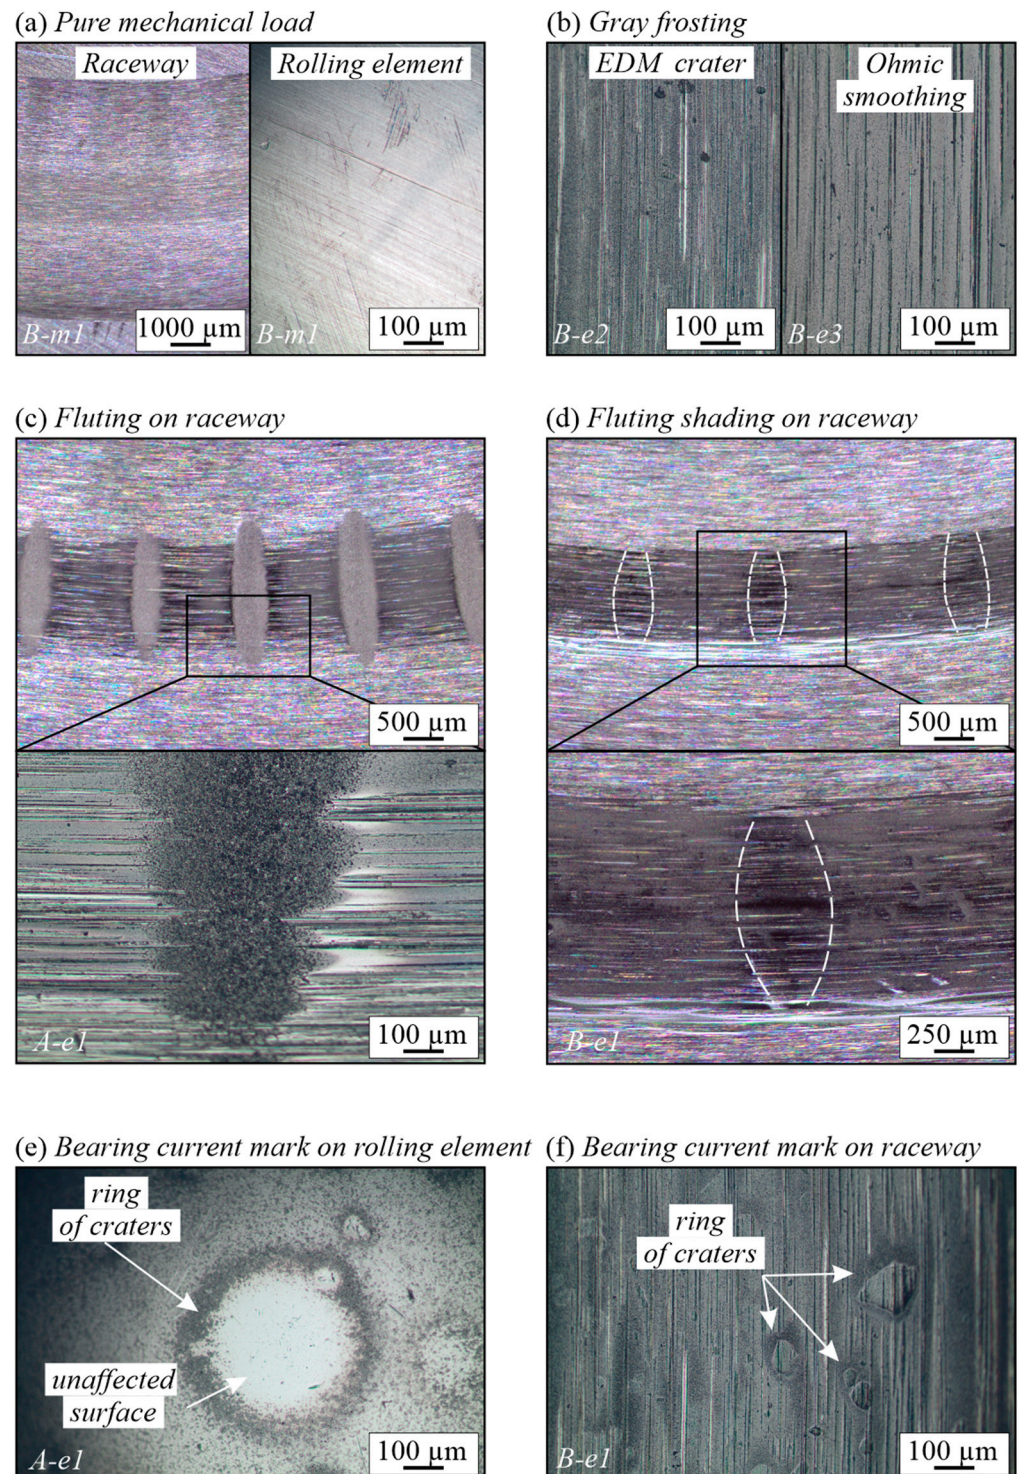 (a) Pure mechanical load
Raceway
Rolling element
B-m1
1000 µm
B-m1
100 µm
(b) Gray frosting
EDM crater
Ohmic
smoothing
B-e2
100 µm
B-e3
100 µm
(c) Fluting on raceway
500 µm
A-e1
100 µm
(d) Fluting shading on raceway
500 µm
B-e1
250 µm
(e) Bearing current mark on rolling element
ring
of craters
unaffected
surface
A-e1
100 µm
(f) Bearing current mark on raceway
ring
of craters
B-e1
100 µm